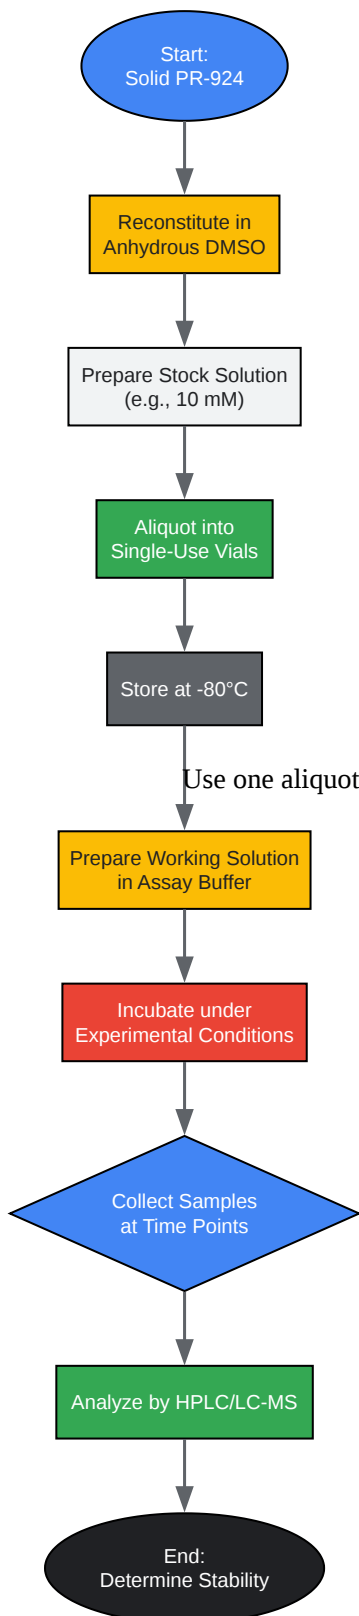 Start:
Solid PR-924
Reconstitute in
Anhydrous DMSO
Prepare Stock Solution
(e.g., 10 mM)
Aliquot into
Single-Use Vials
Store at -80°C
Use one aliquot
Prepare Working Solution
in Assay Buffer
Incubate under
Experimental Conditions
Collect Samples
at Time Points
Analyze by HPLC/LC-MS
End:
Determine Stability